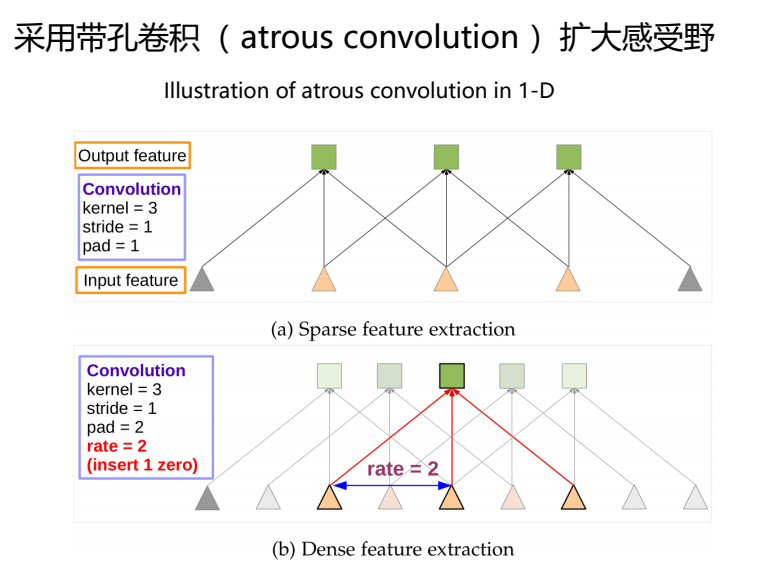 采用带孔卷积（atrous convolution）扩大感受野
Illustration of atrous convolution in 1-D
Output feature
Convolution
kernel = 3
stride = 1
pad = 1
Input feature
(a) Sparse feature extraction
Convolution
kernel = 3
stride = 1
pad = 2
rate = 2
(insert 1 zero)
rate = 2
(b) Dense feature extraction